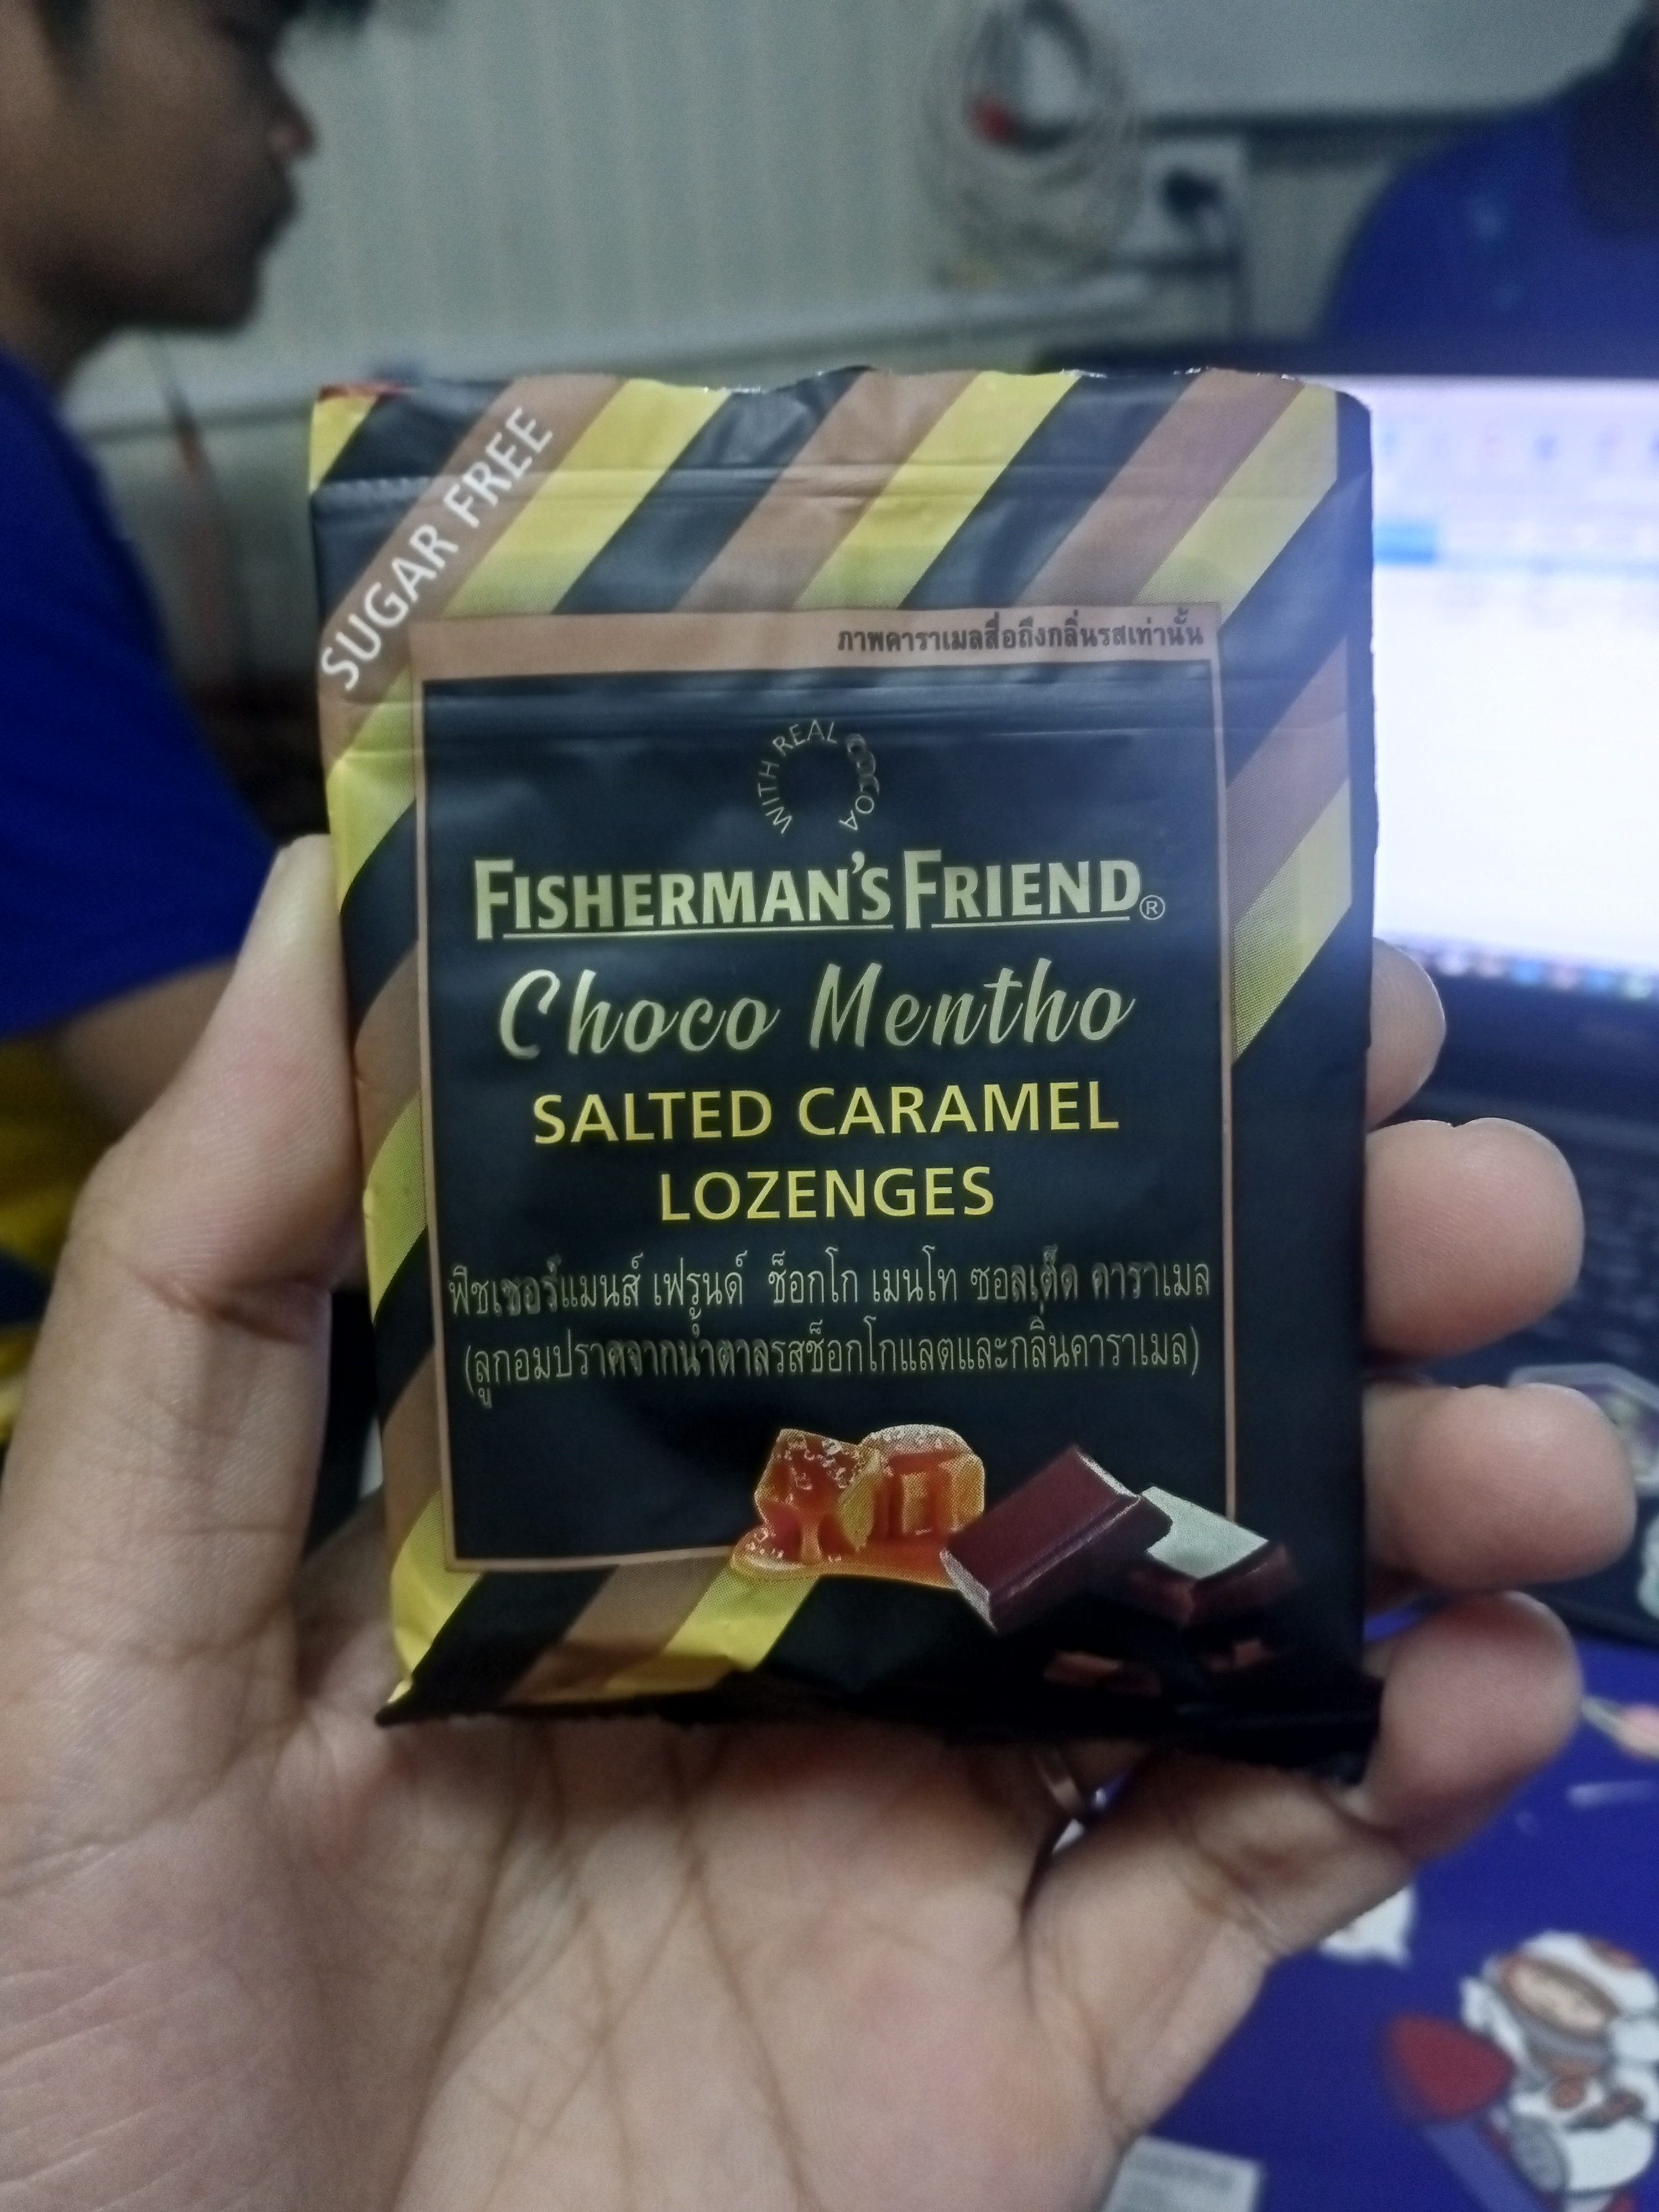 SUGAR FREE
ภาพคาราเมลสื่อถึงกลิ่นรสเท่านั้น
WITH REAL COCOA
FISHERMAN'S FRIEND®
Choco Mentho
SALTED CARAMEL
LOZENGES
ฟิชเชอร์แมนส์ เฟรนด์ ช็อกโก เมนโท ซอลเต็ด คาราเมล
(ลูกอมปราศจากน้ำตาลรสช็อกโกแลตและกลิ่นคาราเมล)